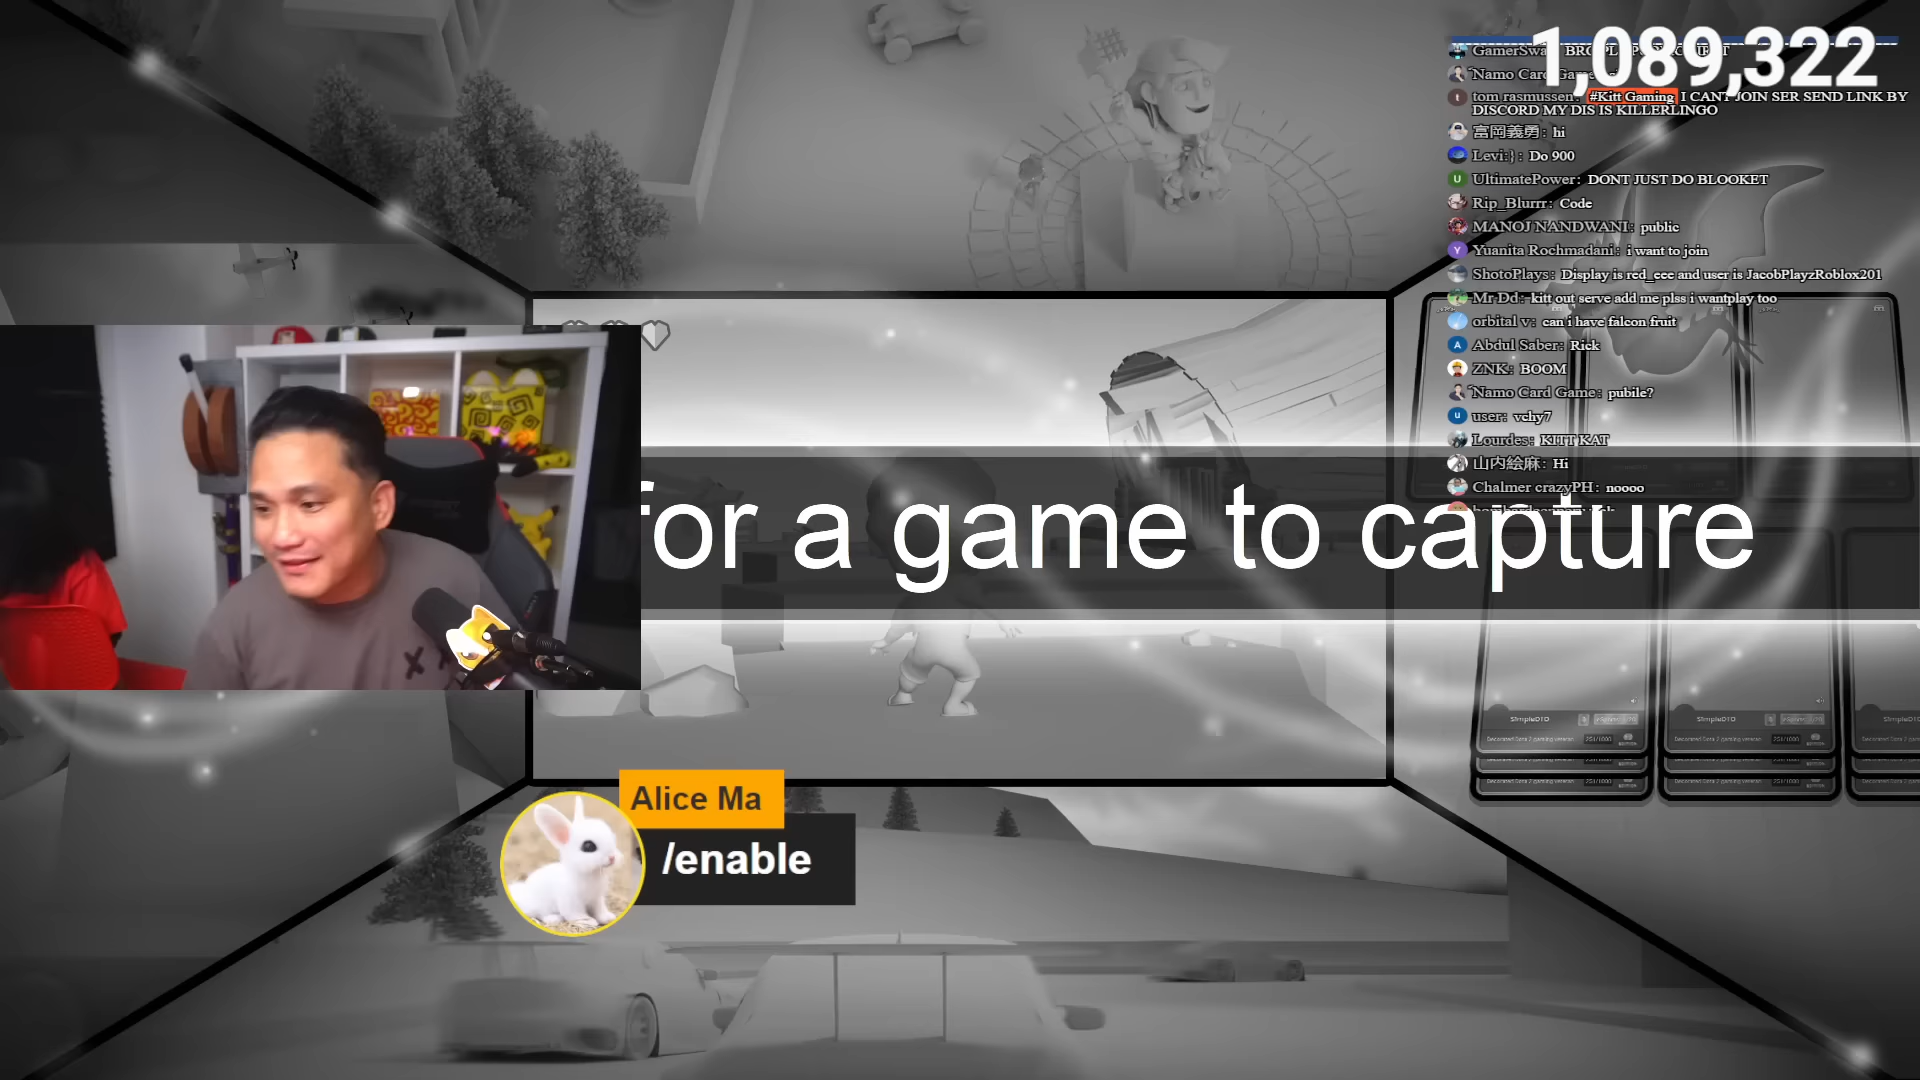 1,089,322
tom rasmussen: #Kitt Gaming I CANT JOIN SER SEND LINK BY
DISCORD MY DIS IS KILLERLINGO
富岡義勇: hi
Levi:}: Do 900
UltimatePower: DONT JUST DO BLOOKET
Rip_Blurrr: Code
MANOJ NANDWANI: public
Yuanita Rochmadani: i want to join
ShotoPlays: Display is red_eee and user is JacobPlayzRoblox201
Mr Dd: kitt out serve add me plss i wantplay too
orbital v: can i have falcon fruit
Abdul Saber: Rick
ZNK: BOOM
Namo Card Game: pubile?
user: vchy7
Lourdes: KITT KAT
山内絵麻: Hi
Chalmer crazyPH: noooo
for a game to capture
Alice Ma
/enable